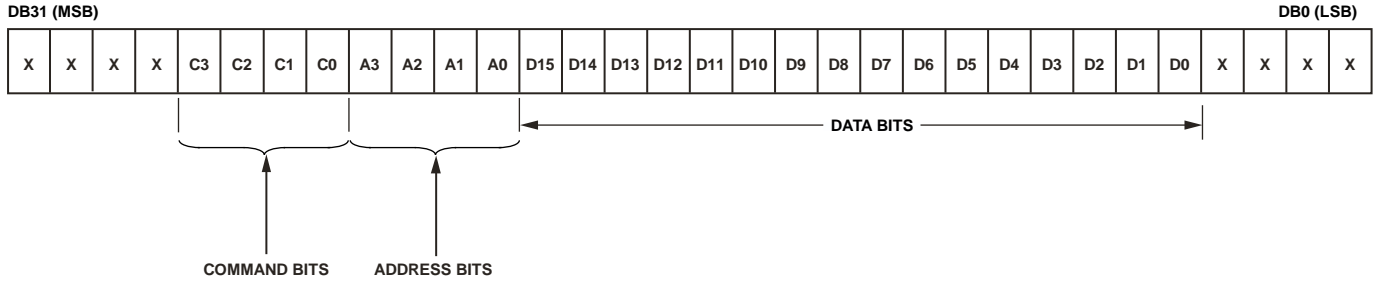 DB31 (MSB) DB0 (LSB)
X X X X C3 C2 C1 C0 A3 A2 A1 A0 D15 D14 D13 D12 D11 D10 D9 D8 D7 D6 D5 D4 D3 D2 D1 D0 X X X X
DATA BITS
COMMAND BITS ADDRESS BITS